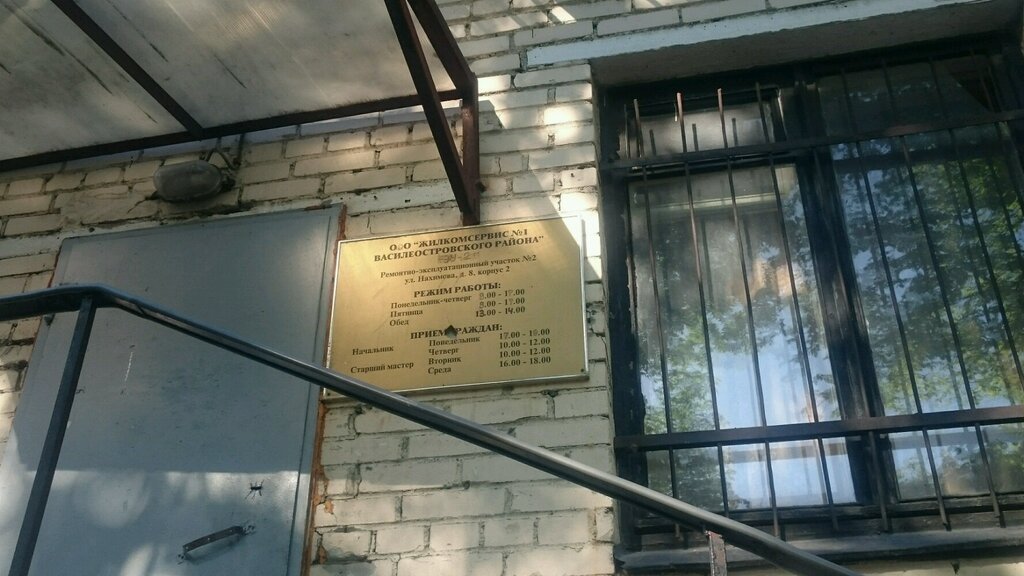 ООО "ЖИЛКОМСЕРВИС №1
ВАСИЛЕОСТРОВСКОГО РАЙОНА"
Ремонтно-эксплуатационный участок №2
ул. Нахимова, д. 8, корпус 2
РЕЖИМ РАБОТЫ:
Понедельник-четверг 8.00 - 17.00
Пятница 8.00 - 17.00
Обед 13.00 - 14.00
ПРИЕМ ГРАЖДАН:
Начальник Понедельник 17.00 - 19.00
Четверг 10.00 - 12.00
Старший мастер Вторник 10.00 - 12.00
Среда 16.00 - 18.00